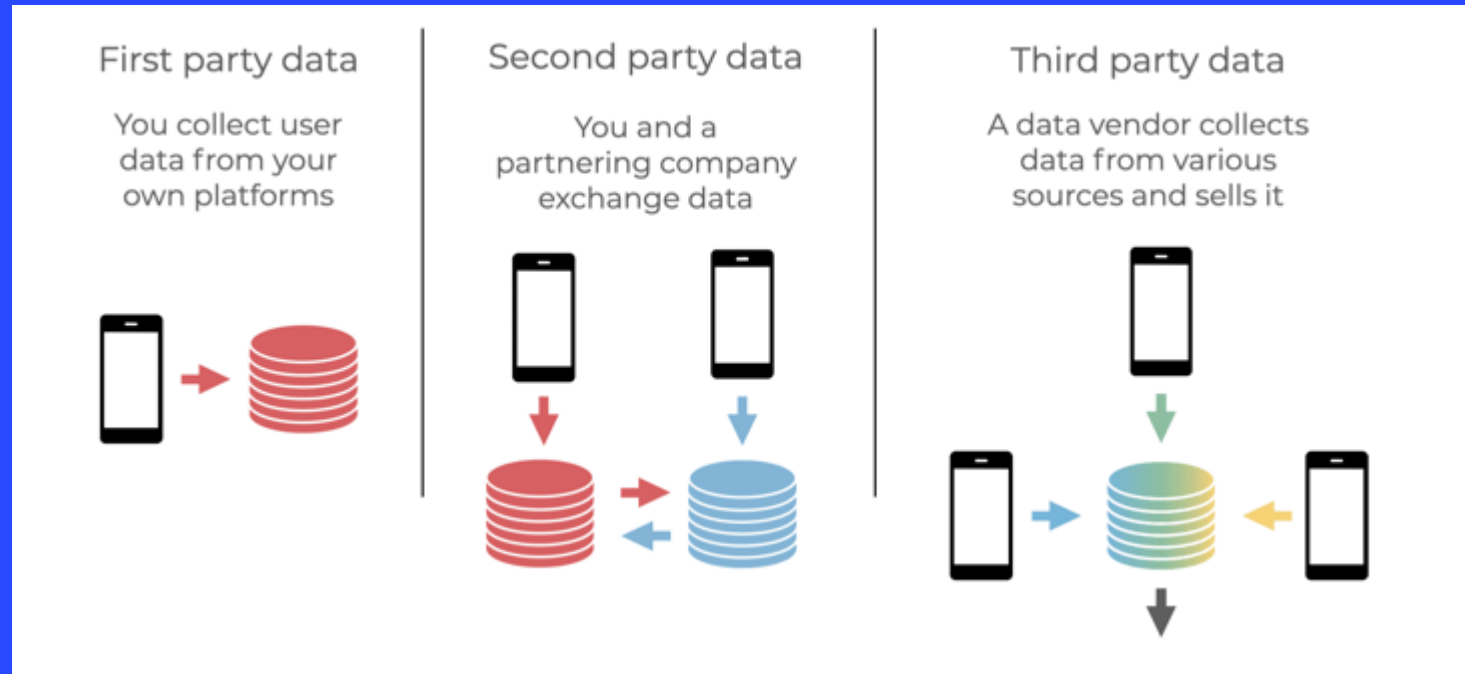 First party data
You collect user
data from your
own platforms
Second party data
You and a
partnering company
exchange data
Third party data
A data vendor collects
data from various
sources and sells it